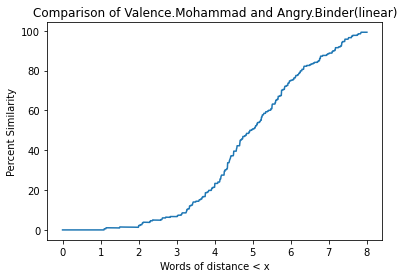 Comparison of Valence.Mohammad and Angry.Binder(linear)
100
80
60
40
20
0
Percent Similarity
0 1 2 3 4 5 6 7 8
Words of distance < x